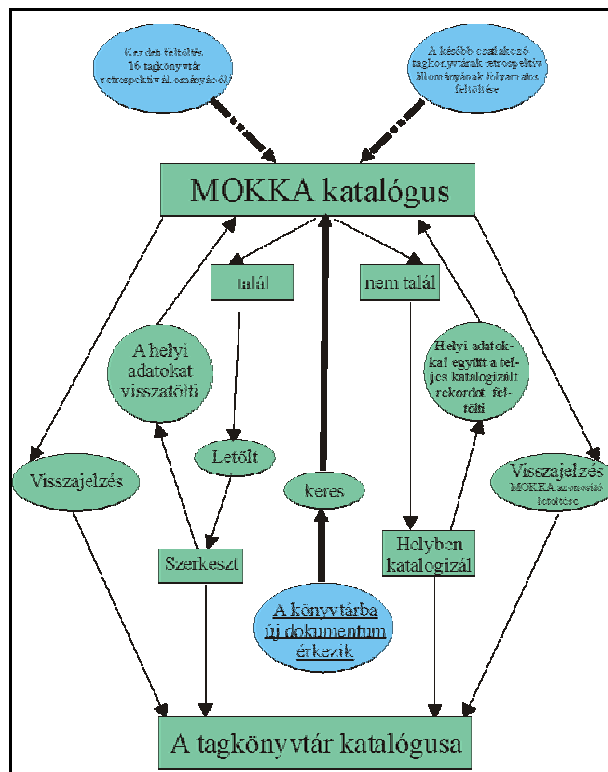 Kezdeti feltöltés
16 tagkönyvtár
retrospektív állományából
A később csatlakozó
tagkönyvtárak retrospektív
állományának folyamatos
feltöltése
MOKKA katalógus
talál
nem talál
A helyi
adatokat
visszatölti
Helyi adatok-
kal együtt a tel-
jes katalogizált
rekordot fel-
tölti
Letölt
Visszajelzés
keres
Visszajelzés
MOKKA azonosító
letöltése
Szerkeszt
Helyben
katalogizál
A könyvtárba
új dokumentum
érkezik
A tagkönyvtár katalógusa